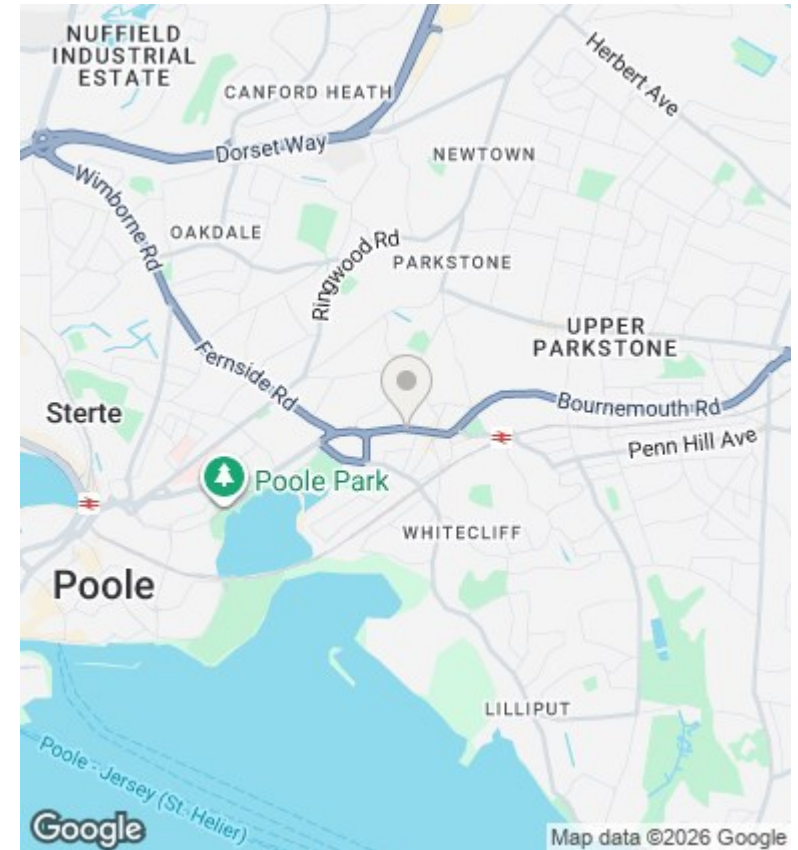 NUFFIELD
INDUSTRIAL
ESTATE
Herbert Ave
CANFORD HEATH
Dorset Way
NEWTOWN
Wimborne Rd
OAKDALE
Ringwood Rd
PARKSTONE
UPPER
PARKSTONE
Fernside Rd
Sterte
Bournemouth Rd
Penn Hill Ave
Poole Park
WHITECLIFF
Poole
LILLIPUT
Poole - Jersey (St. Helier)
Google
Map data ©2026 Google